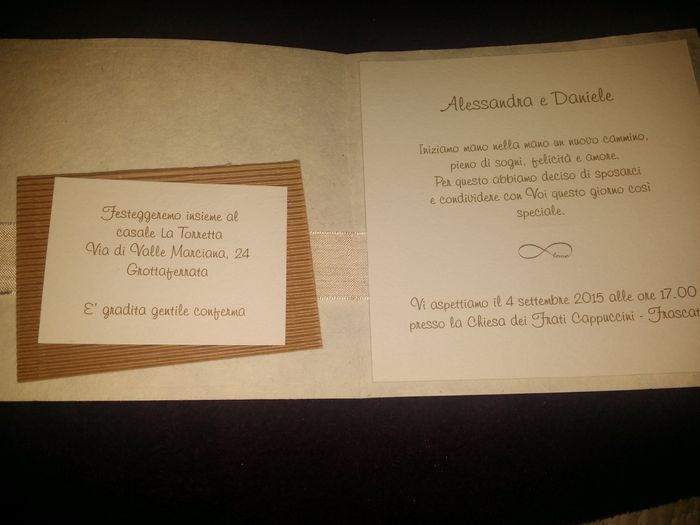 Festeggeremo insieme al
casale La Torretta
Via di Valle Marciana, 24
Grottaferrata
E' gradita gentile conferma
Alessandra e Daniele
Iniziamo mano nella mano un nuovo cammino,
pieno di sogni, felicità e amore.
Per questo abbiamo deciso di sposarci
e condividere con Voi questo giorno così
speciale.
love
Vi aspettiamo il 4 settembre 2015 alle ore 17.00
presso la Chiesa dei Frati Cappuccini - Frascat